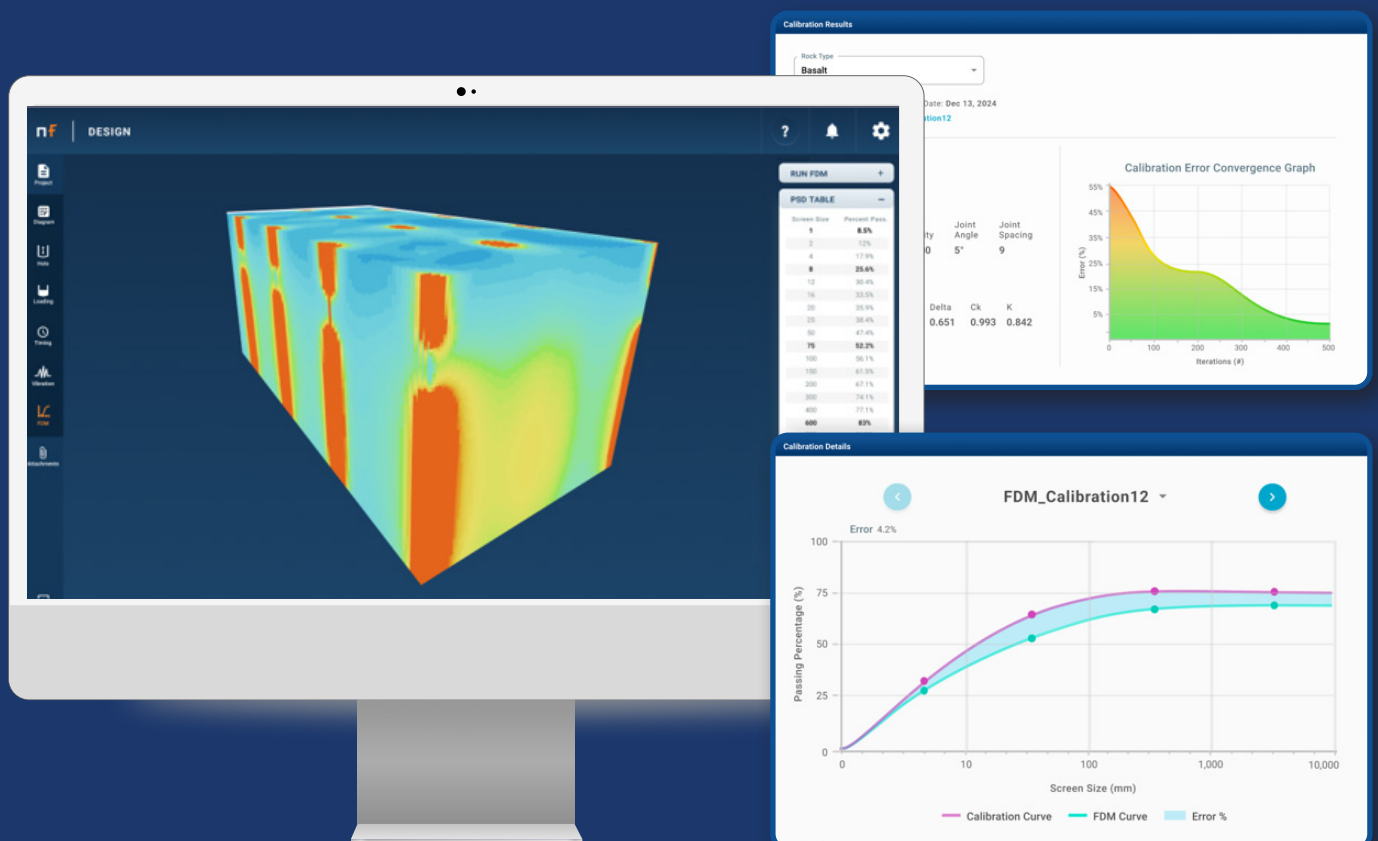 Calibration Results
Rock Type
Basalt
Date: Dec 13, 2024
ation12
nf DESIGN
?
Project
Diagram
Hole
Loading
Timing
Vibration
FDM
Attachments
RUN FDM +
PSD TABLE −
Screen Size Percent Pass.
1 8.5%
2 12%
4 17.9%
8 25.6%
12 30.4%
16 33.5%
20 35.9%
25 38.4%
50 47.4%
75 52.2%
100 56.1%
150 61.5%
200 67.1%
300 74.1%
400 77.1%
600 83%
ity Joint Angle Joint Spacing
0 5° 9
Delta Ck K
0.651 0.993 0.842
Calibration Error Convergence Graph
55%
45%
35%
25%
15%
5%
Error (%)
0 100 200 300 400 500
Iterations (#)
Calibration Details
FDM_Calibration12
Error 4.2%
100
75
50
25
0
Passing Percentage (%)
0 10 100 1,000 10,000
Screen Size (mm)
Calibration Curve FDM Curve Error %